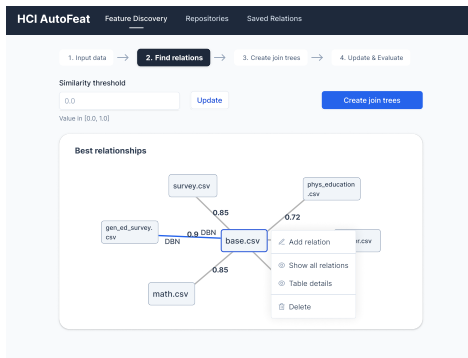 HCI AutoFeat Feature Discovery Repositories Saved Relations
1. Input data 2. Find relations 3. Create join trees 4. Update & Evaluate
Similarity threshold
0.0 Update Create join trees
Value in [0.0, 1.0]
Best relationships
survey.csv
phys_education
.csv
0.85
0.72
gen_ed_survey.
csv
DBN
0.9 DBN
base.csv
r.csv
Add relation
math.csv
0.85
Show all relations
Table details
Delete